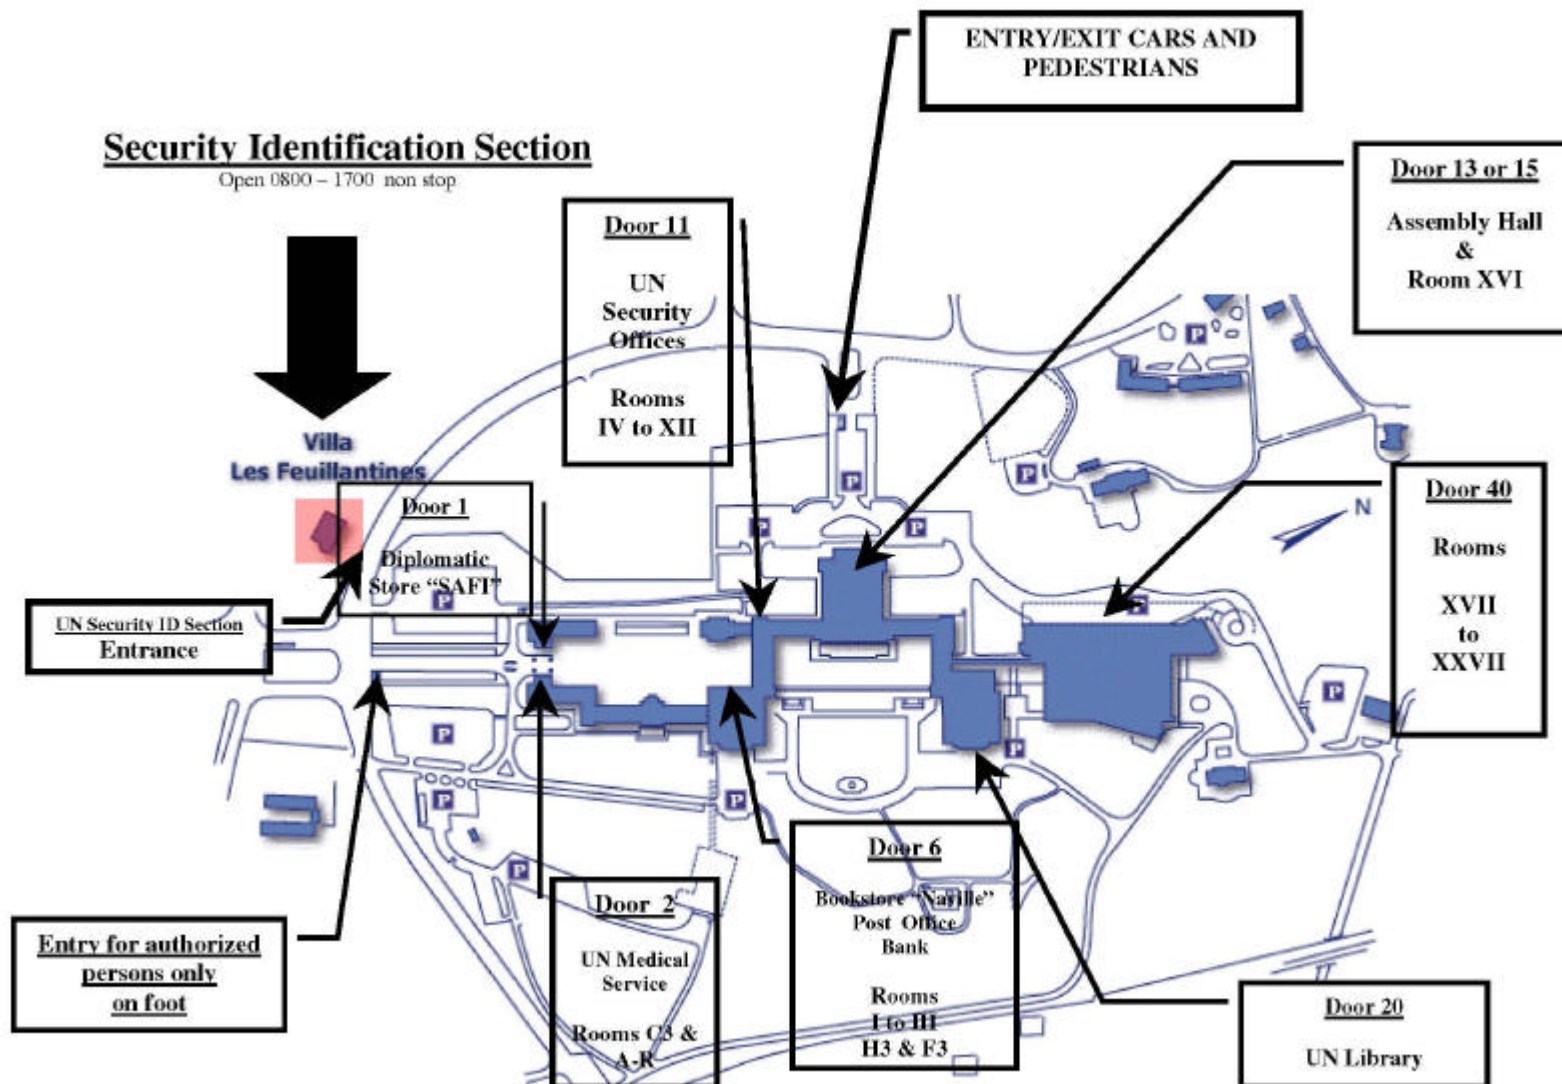 ENTRY/EXIT CARS AND
PEDESTRIANS
Security Identification Section
Open 0800 – 1700 non stop
Door 13 or 15
Assembly Hall
&
Room XVI
Door 11
UN
Security
Offices
Rooms
IV to XII
Villa
Les Feuillantines
Door 1
Diplomatic
Store "SAFI"
Door 40
Rooms
XVII
to
XXVII
N
UN Security ID Section
Entrance
P
P
P
P
P
P
P
P
P
P
P
P
P
P
Entry for authorized
persons only
on foot
Door 2
UN Medical
Service
Rooms C3 &
A-R
Door 6
Bookstore "Naville"
Post Office
Bank
Rooms
I to III
H3 & F3
Door 20
UN Library